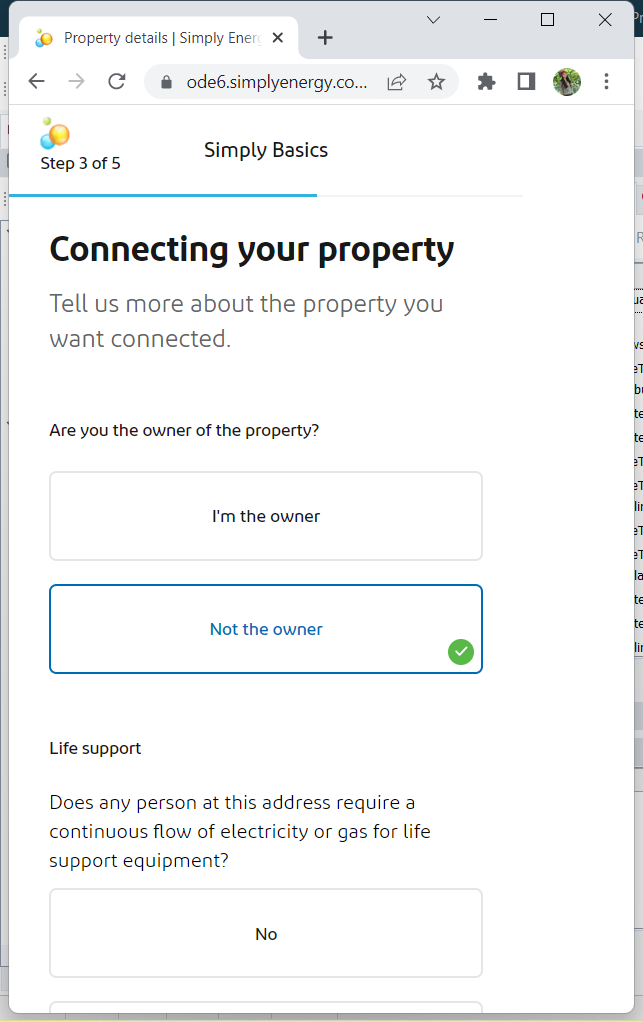 Property details | Simply Energ
ode6.simplyenergy.co...
Step 3 of 5
Simply Basics
Connecting your property
Tell us more about the property you
want connected.
Are you the owner of the property?
I'm the owner
Not the owner
Life support
Does any person at this address require a
continuous flow of electricity or gas for life
support equipment?
No